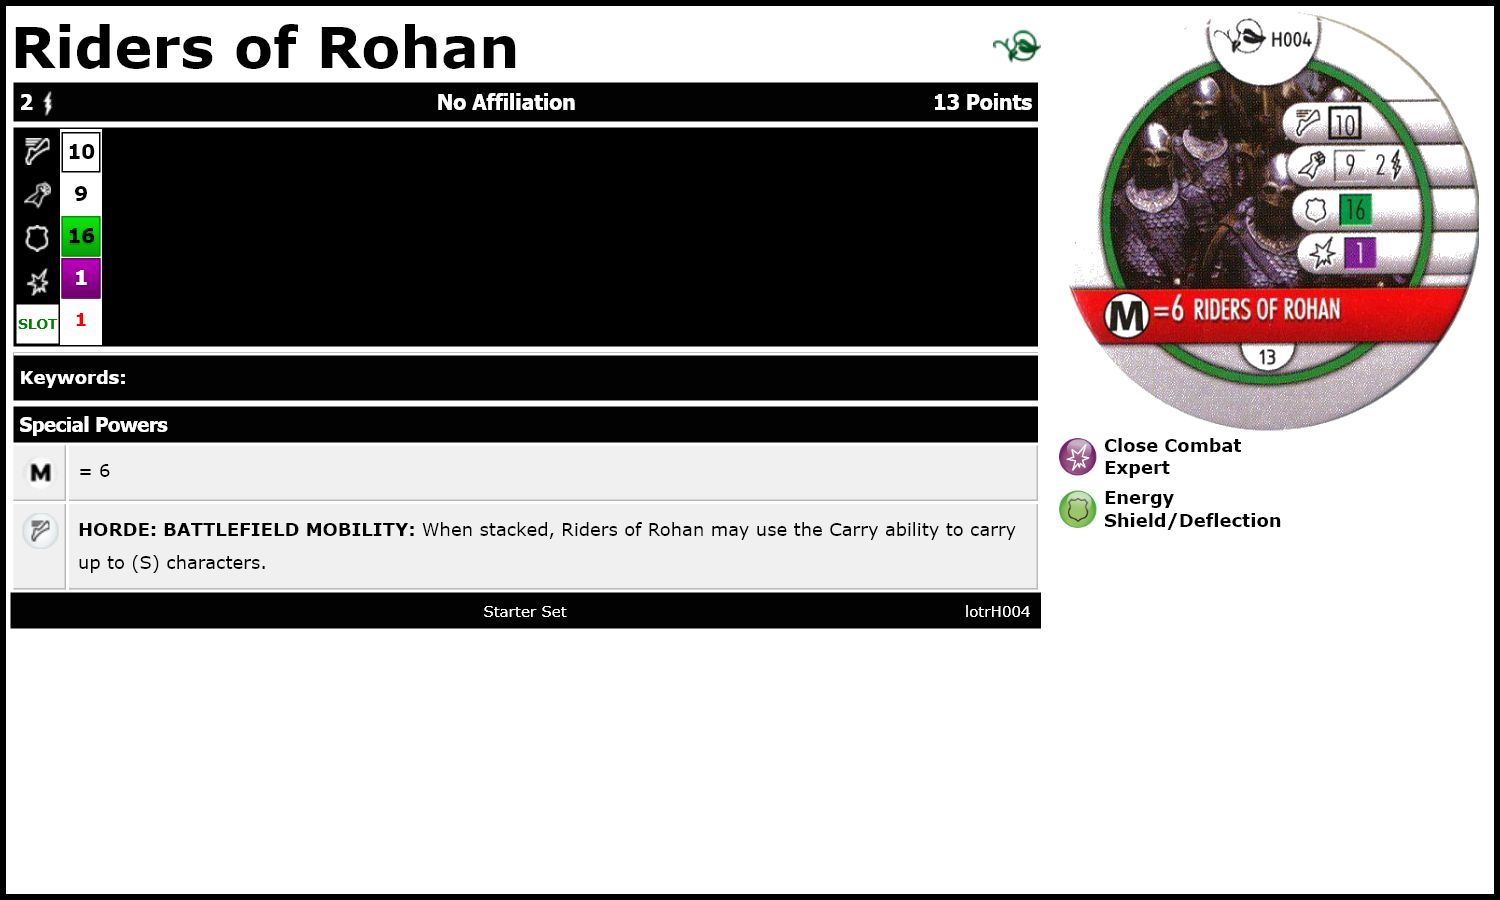 Riders of Rohan
2 No Affiliation 13 Points
10
9
16
1
SLOT 1
Keywords:
Special Powers
M = 6
HORDE: BATTLEFIELD MOBILITY: When stacked, Riders of Rohan may use the Carry ability to carry
up to (S) characters.
Starter Set lotrH004
H004
10
9 2
16
1
M =6 RIDERS OF ROHAN
13
Close Combat
Expert
Energy
Shield/Deflection